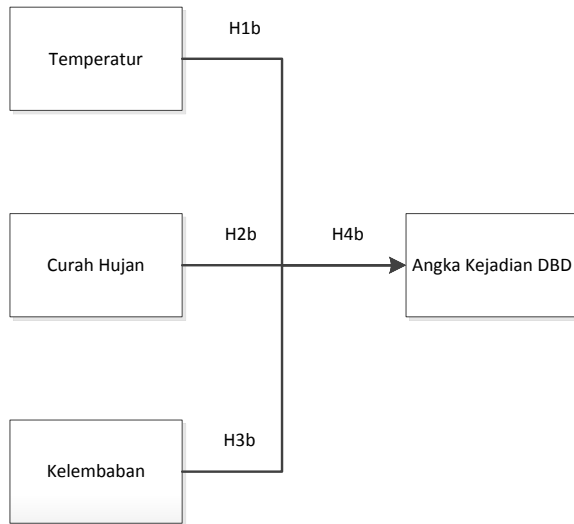 H1b
Temperatur
H2b
H4b
Curah Hujan
Angka Kejadian DBD
H3b
Kelembaban